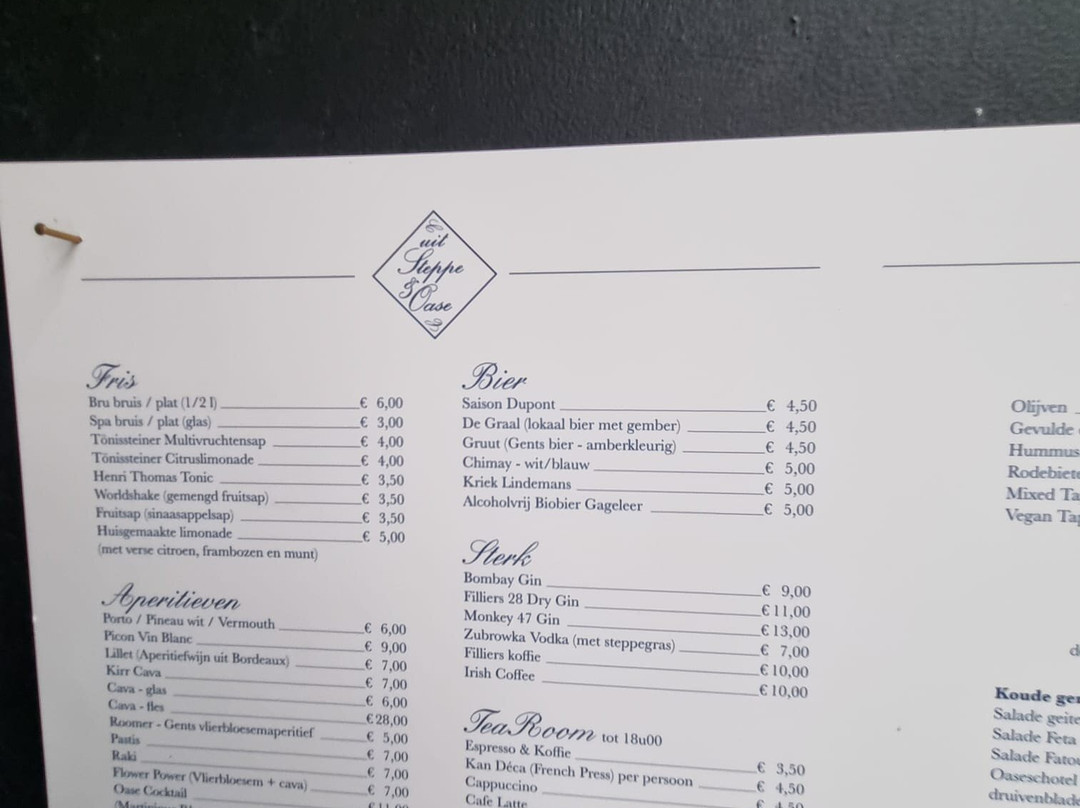 uit
Steppe
& Oase
Fris
Bru bruis / plat (1/2 l) € 6,00
Spa bruis / plat (glas) € 3,00
Tönissteiner Multivruchtensap € 4,00
Tönissteiner Citruslimonade € 4,00
Henri Thomas Tonic € 3,50
Worldshake (gemengd fruitsap) € 3,50
Fruitsap (sinaasappelsap) € 3,50
Huisgemaakte limonade € 5,00
(met verse citroen, frambozen en munt)
Aperitieven
Porto / Pineau wit / Vermouth € 6,00
Picon Vin Blanc € 9,00
Lillet (Aperitiefwijn uit Bordeaux) € 7,00
Kirr Cava € 7,00
Cava - glas € 6,00
Cava - fles € 28,00
Roomer - Gents vlierbloesemaperitief € 5,00
Pastis € 7,00
Raki € 7,00
Flower Power (Vlierbloesem + cava) € 7,00
Oase Cocktail € 11,00
Bier
Saison Dupont € 4,50
De Graal (lokaal bier met gember) € 4,50
Gruut (Gents bier - amberkleurig) € 4,50
Chimay - wit/blauw € 5,00
Kriek Lindemans € 5,00
Alcoholvrij Biobier Gageleer € 5,00
Sterk
Bombay Gin € 9,00
Filliers 28 Dry Gin € 11,00
Monkey 47 Gin € 13,00
Zubrowka Vodka (met steppegras) € 7,00
Filliers koffie € 10,00
Irish Coffee € 10,00
TeaRoom tot 18u00
Espresso & Koffie € 3,50
Kan Déca (French Press) per persoon € 4,50
Cappuccino € 4,50
Cafe Latte
Olijven
Gevulde
Hummus
Rodebiete
Mixed Ta
Vegan Ta
d
Koude ger
Salade geite
Salade Feta
Salade Fatou
Oaseschotel
druivenblad